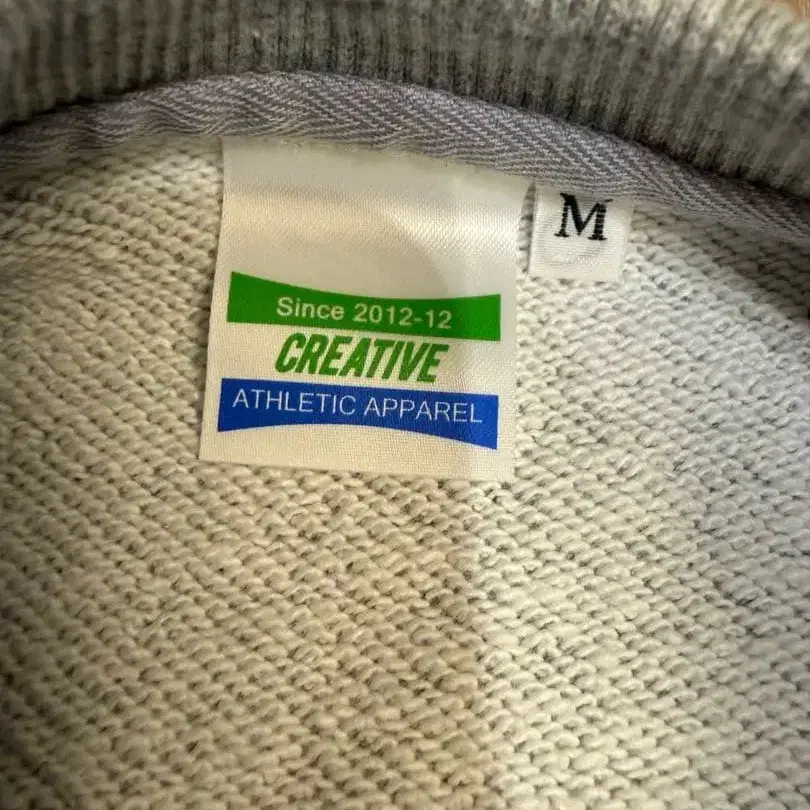 M
Since 2012-12
CREATIVE
ATHLETIC APPAREL